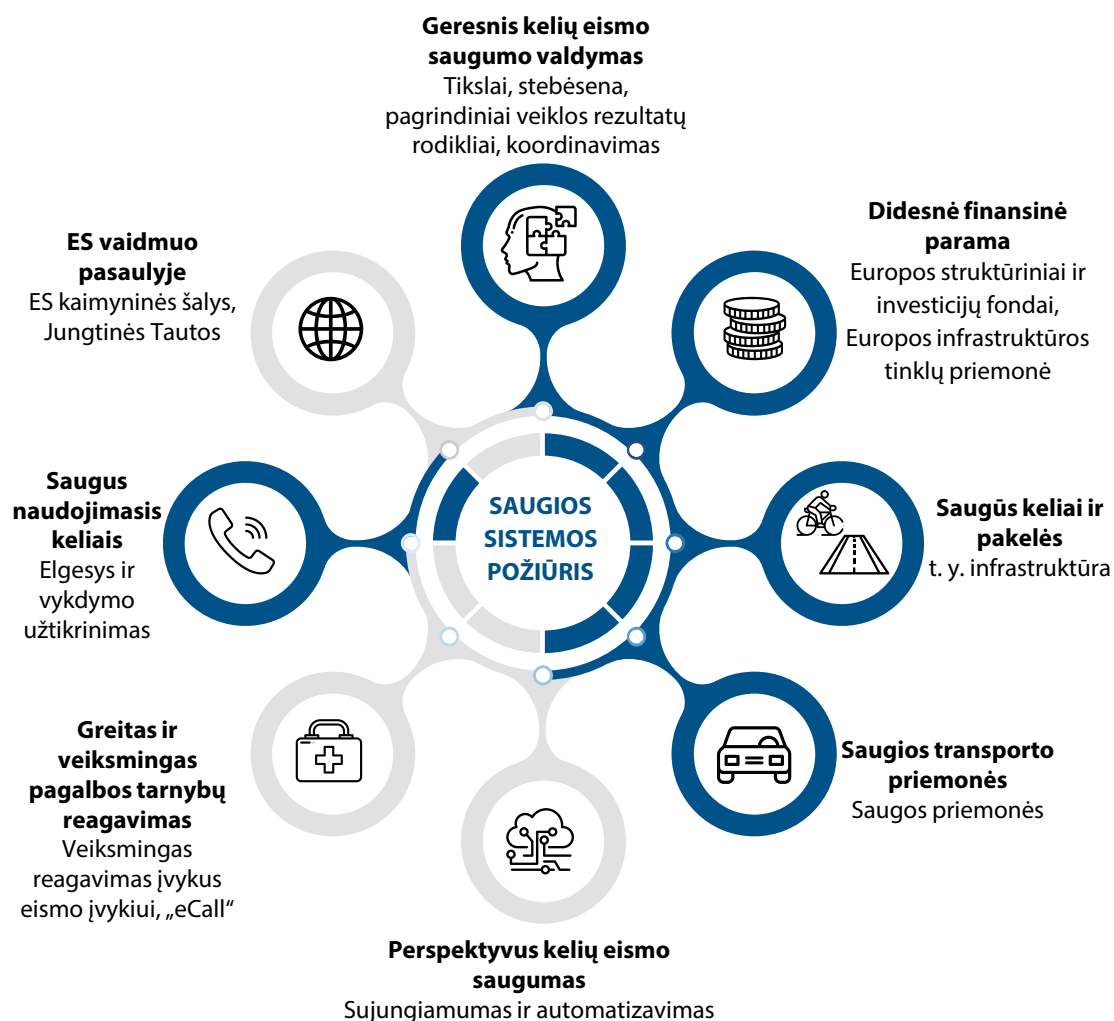 Geresnis kelių eismo
saugumo valdymas
Tikslai, stebėsena,
pagrindiniai veiklos rezultatų
rodikliai, koordinavimas
Didesnė finansinė
parama
Europos struktūriniai ir
investicijų fondai,
Europos infrastruktūros
tinklų priemonė
Saugūs keliai ir
pakelės
t. y. infrastruktūra
Saugios transporto
priemonės
Saugos priemonės
Perspektyvus kelių eismo
saugumas
Sujungiamumas ir automatizavimas
Greitas ir
veiksmingas
pagalbos tarnybų
reagavimas
Veiksmingas
reagavimas įvykus
eismo įvykiui, „eCall“
Saugus
naudojimasis
keliais
Elgesys ir
vykdymo
užtikrinimas
ES vaidmuo
pasaulyje
ES kaimyninės šalys,
Jungtinės Tautos
SAUGIOS
SISTEMOS
POŽIŪRIS